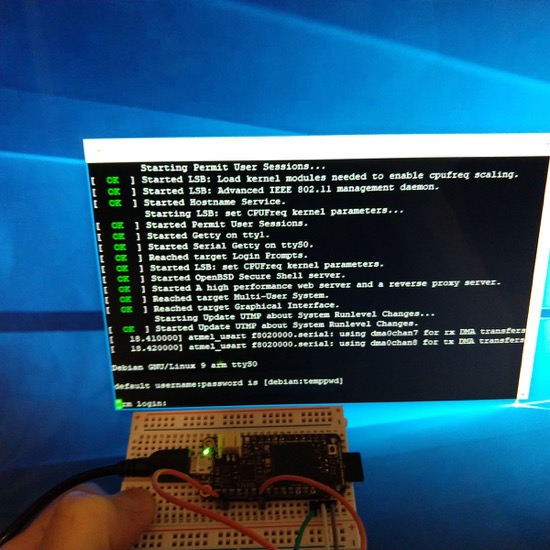 Starting Permit User Sessions...
[ OK ] Started LSB: Load kernel modules needed to enable cpufreq scaling.
[ OK ] Started LSB: Advanced IEEE 802.11 management daemon.
[ OK ] Started Hostname Service.
Starting LSB: set CPUFreq kernel parameters...
[ OK ] Started Permit User Sessions.
[ OK ] Started Getty on tty1.
[ OK ] Started Serial Getty on ttyS0.
[ OK ] Reached target Login Prompts.
[ OK ] Started LSB: set CPUFreq kernel parameters.
[ OK ] Started OpenBSD Secure Shell server.
[ OK ] Started A high performance web server and a reverse proxy server.
[ OK ] Reached target Multi-User System.
[ OK ] Reached target Graphical Interface.
Starting Update UTMP about System Runlevel Changes...
[ OK ] Started Update UTMP about System Runlevel Changes.
[ 18.410000] atmel_usart f8020000.serial: using dma0chan7 for rx DMA transfers
[ 18.420000] atmel_usart f8020000.serial: using dma0chan8 for tx DMA transfers
Debian GNU/Linux 9 arm ttyS0
default username:password is [debian:temppwd]
arm login: